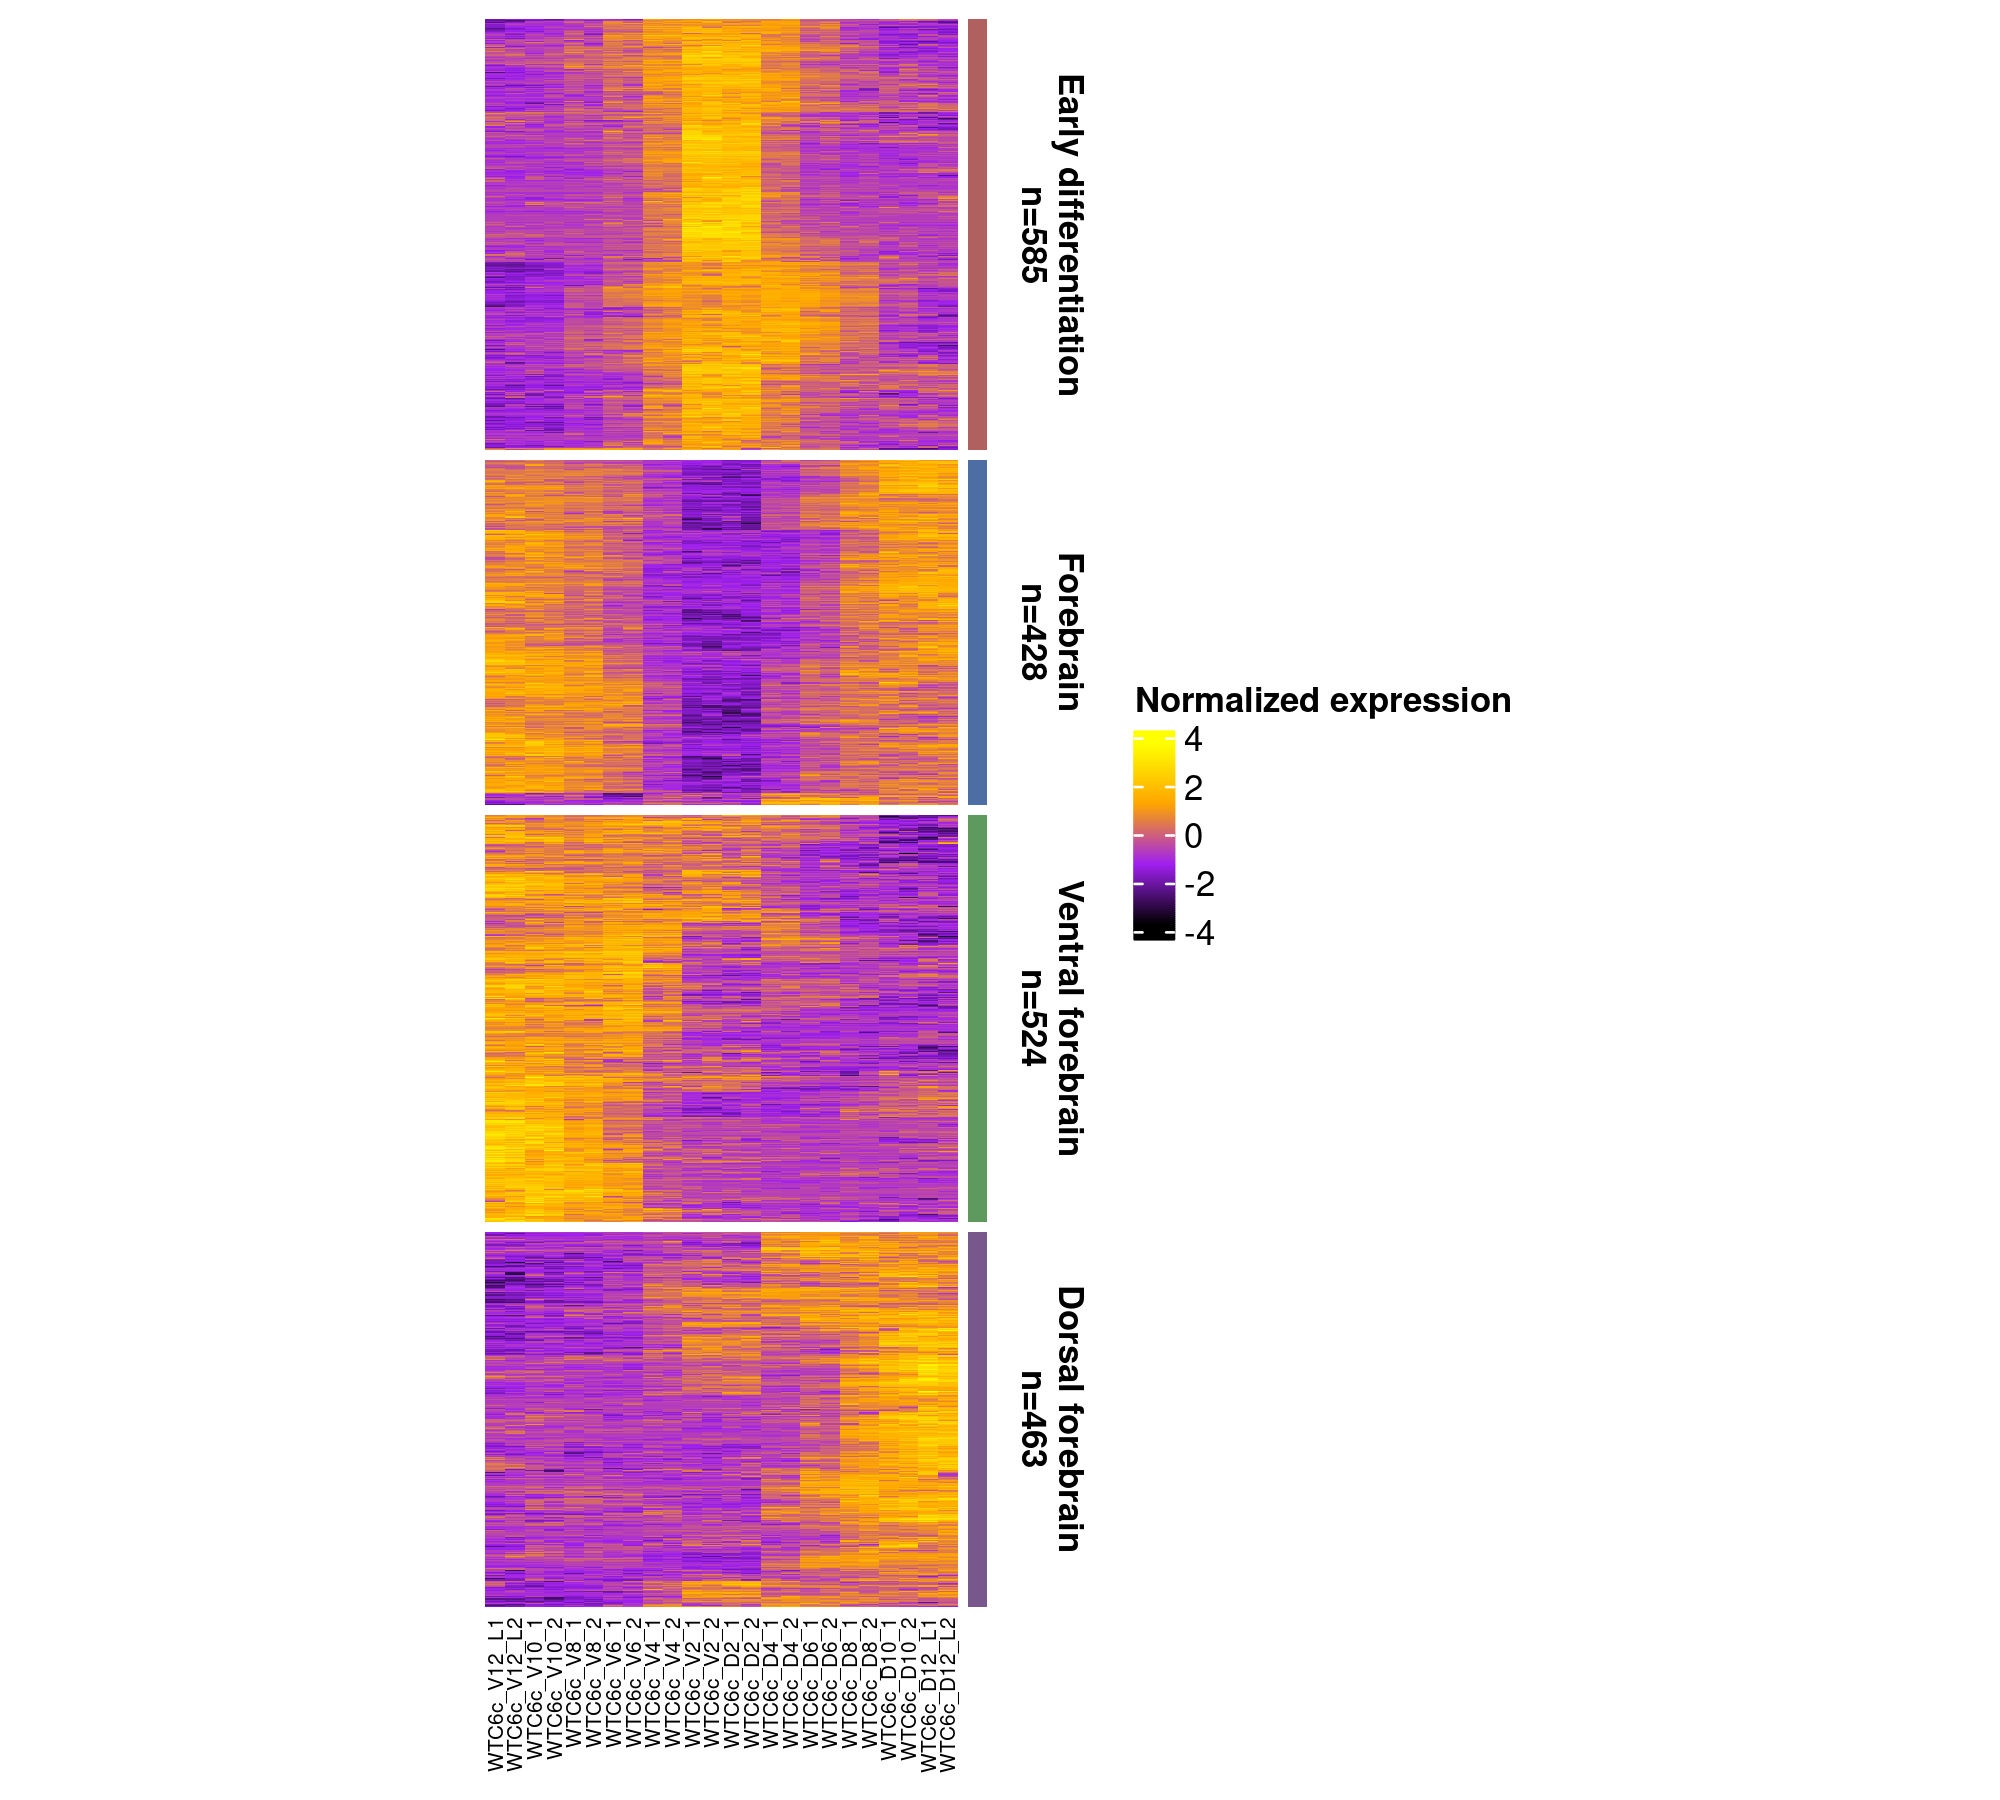 Early differentiation
n=585
Forebrain
n=428
Ventral forebrain
n=524
Dorsal forebrain
n=463
Normalized expression
4
2
0
-2
-4
WTC6c_V12_L1
WTC6c_V12_L2
WTC6c_V10_1
WTC6c_V10_2
WTC6c_V8_1
WTC6c_V8_2
WTC6c_V6_1
WTC6c_V6_2
WTC6c_V4_1
WTC6c_V4_2
WTC6c_V2_1
WTC6c_V2_2
WTC6c_D2_1
WTC6c_D2_2
WTC6c_D4_1
WTC6c_D4_2
WTC6c_D6_1
WTC6c_D6_2
WTC6c_D8_1
WTC6c_D8_2
WTC6c_D10_1
WTC6c_D10_2
WTC6c_D12_L1
WTC6c_D12_L2